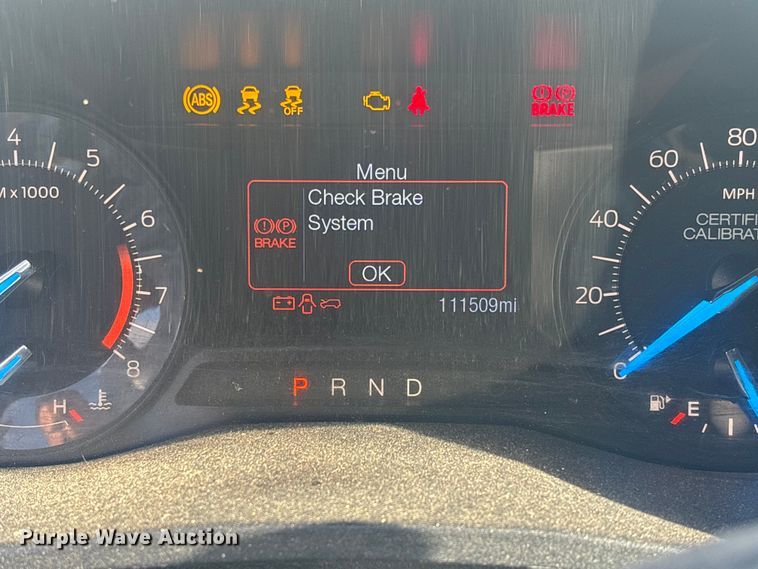 ABS
OFF
BRAKE
Menu
Check Brake
System
BRAKE
OK
111509mi
P R N D
4
5
6
7
8
M x 1000
H
80
60
40
20
MPH
CERTIFI
CALIBRAT
E
Purple Wave Auction